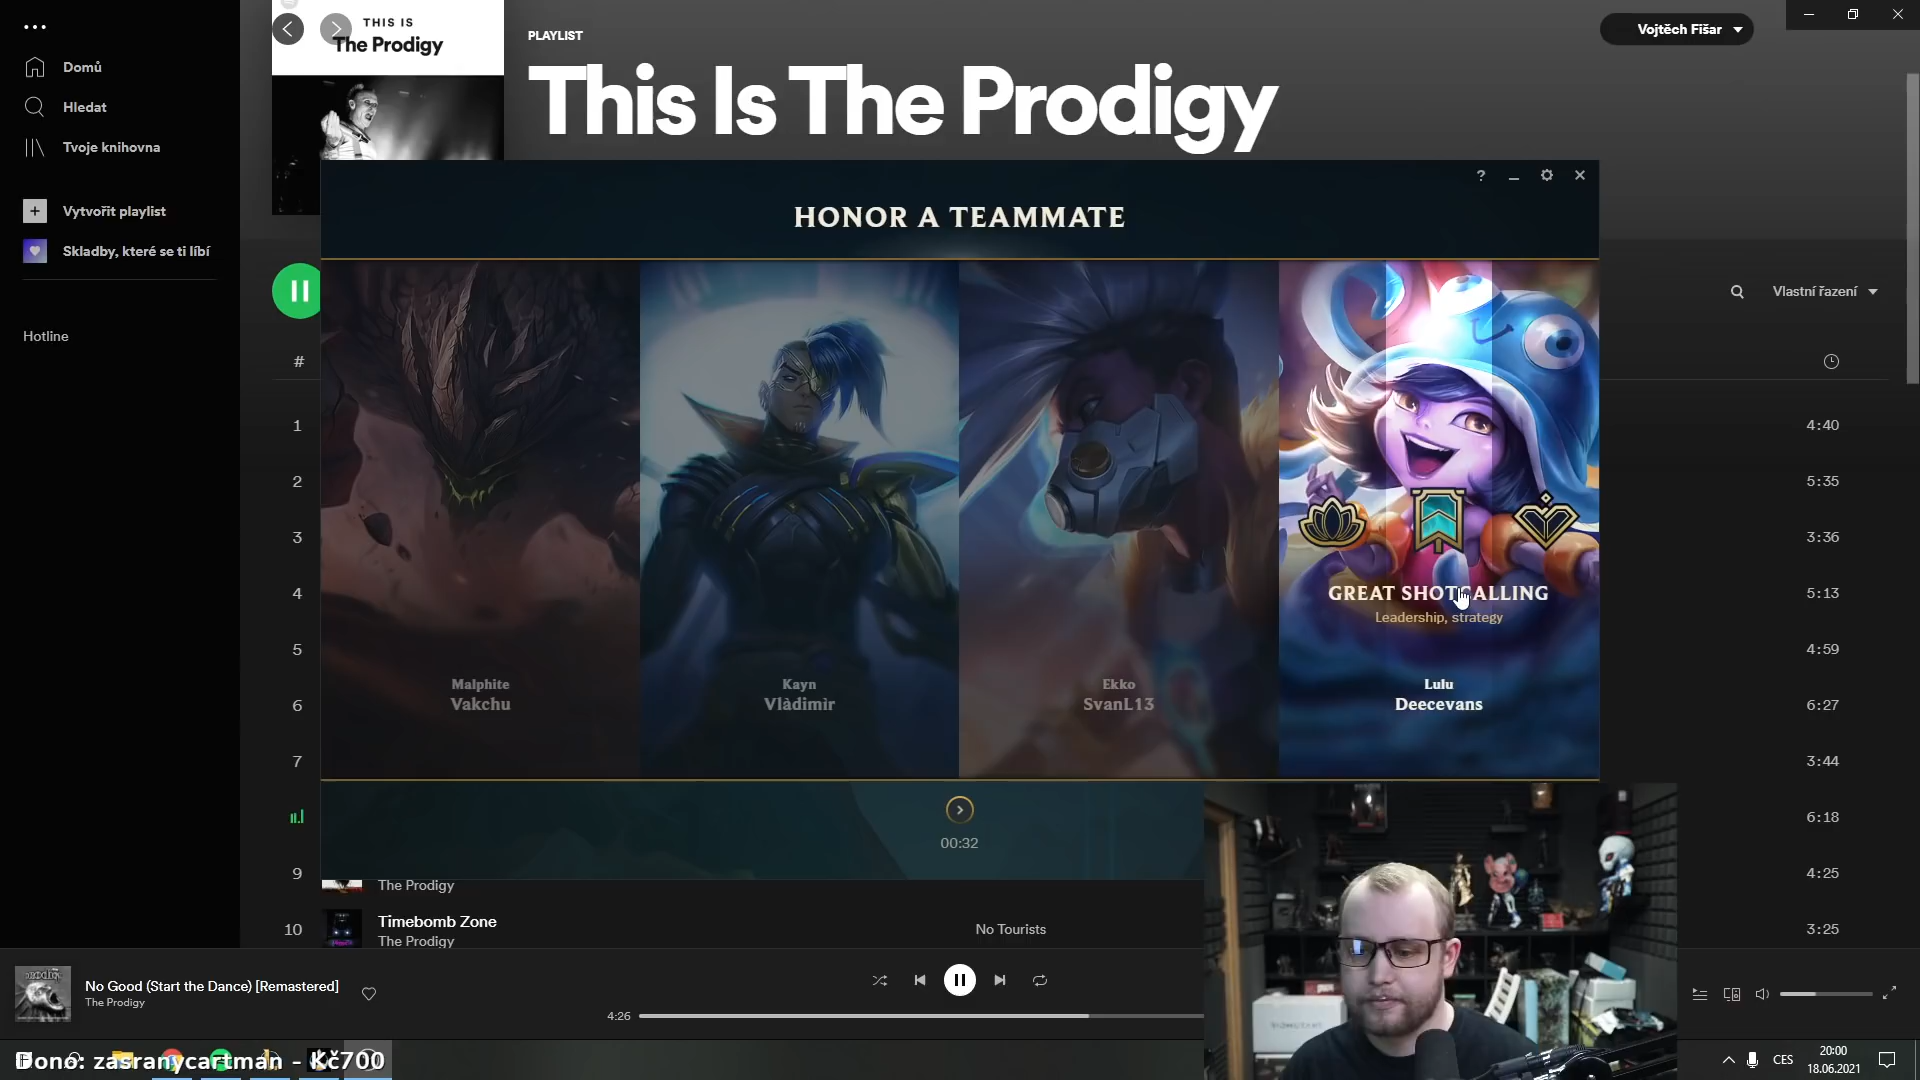 THIS IS
The Prodigy
PLAYLIST
This Is The Prodigy
Vojtěch Fišar
Domů
Hledat
Tvoje knihovna
Vytvořit playlist
Skladby, které se ti líbí
Hotline
?
HONOR A TEAMMATE
Vlastní řazení
#
1
4:40
2
5:35
3
3:36
4
5:13
5
4:59
6
6:27
7
3:44
6:18
9
4:25
10
3:25
GREAT SHOTCALLING
Leadership, strategy
Malphite
Vakchu
Kayn
Vlàdimìr
Ekko
SvanL13
Lulu
Deecevans
00:32
The Prodigy
Timebomb Zone
The Prodigy
No Tourists
No Good (Start the Dance) [Remastered]
The Prodigy
4:26
Dono: zasranycartman - Kč700
CES
20:00
18.06.2021